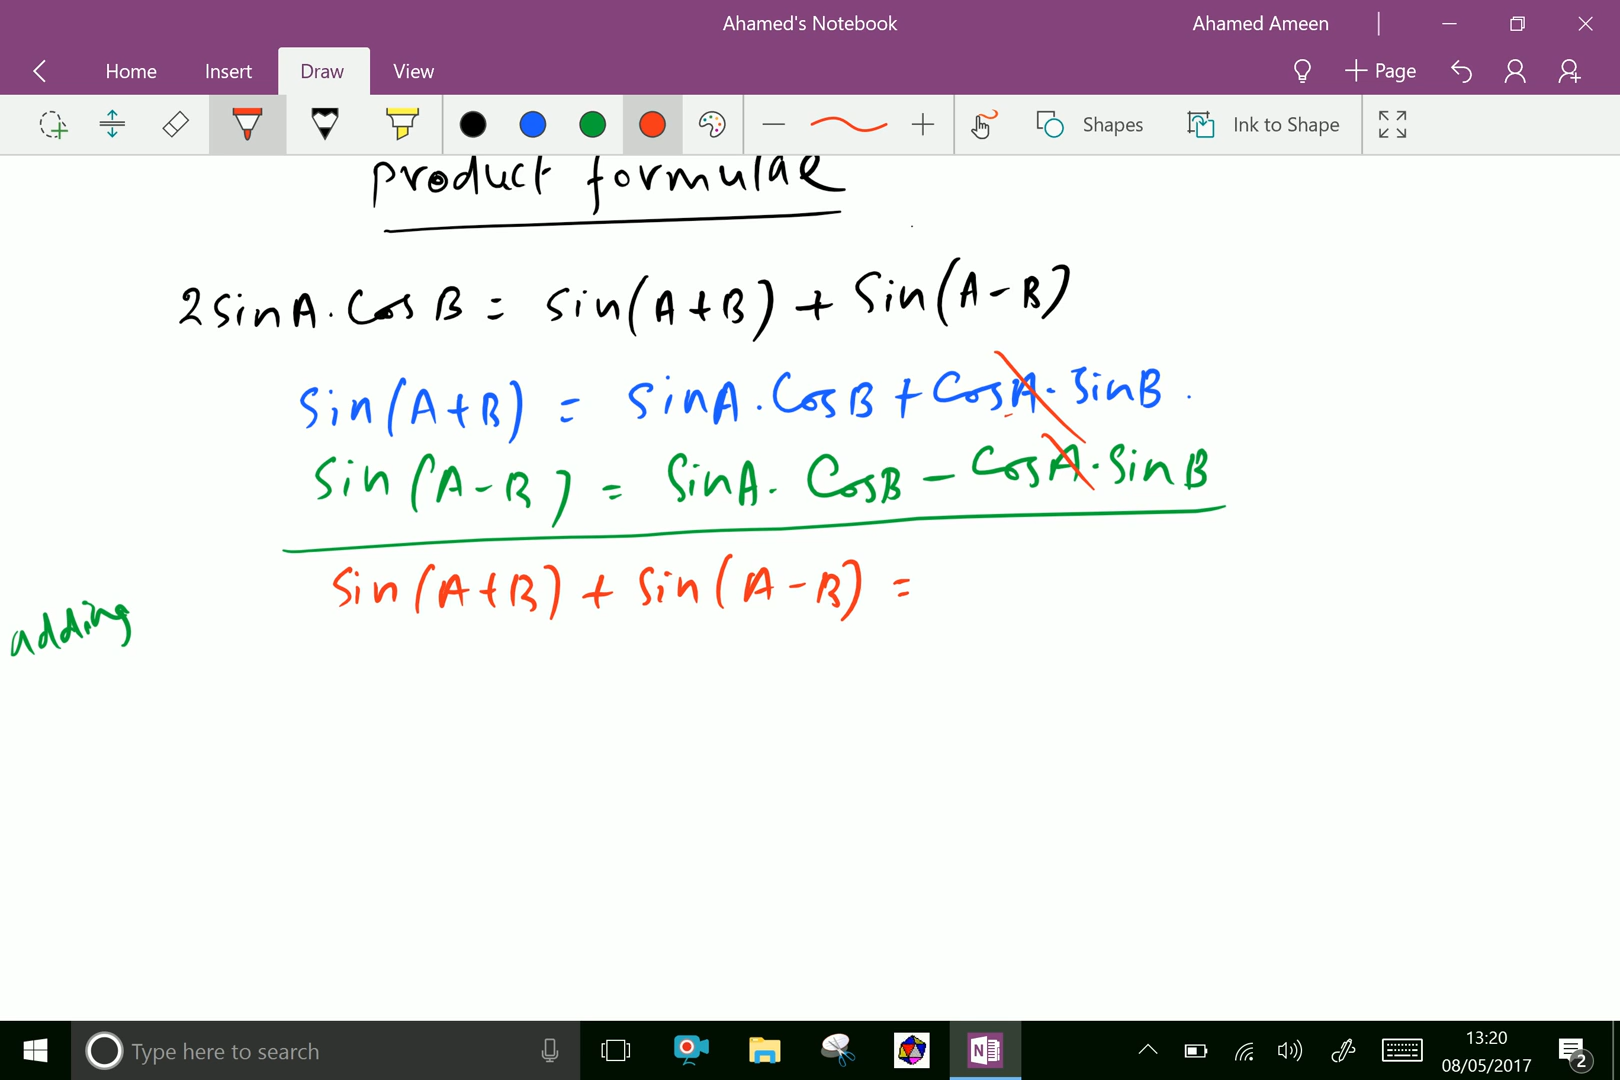 Ahamed's Notebook
Ahamed Ameen
Home Insert Draw View
Page
Shapes Ink to Shape
product formulae
2sinA.CosB = sin(A+B) + Sin(A-B)
Sin(A+B) = SinA.CosB + CosA.SinB.
Sin(A-B) = SinA.CosB - CosA.SinB
Sin(A+B) + Sin(A-B) =
adding
Type here to search
N
13:20
08/05/2017
2